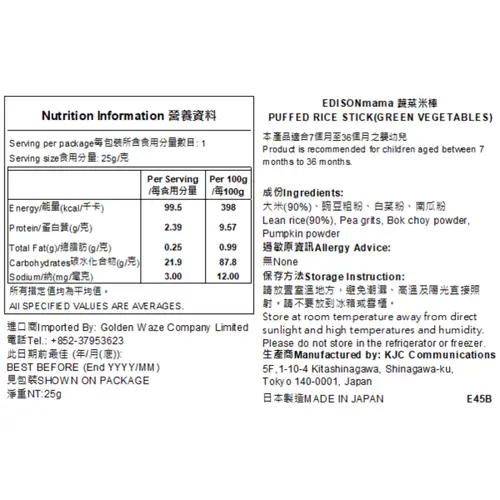 Nutrition Information 營養資料
Serving per package每包裝所含食用分量數目: 1
Serving size食用分量: 25g/克
Per Serving Per 100g
/每食用分量 /每100g
Energy/能量(kcal/千卡) 99.5 398
Protein/蛋白質(g/克) 2.39 9.57
Total Fat(g)/總脂肪(g/克) 0.25 0.99
Carbohydrates碳水化合物(g/克) 21.9 87.8
Sodium/鈉(mg/毫克) 3.00 12.00
所有指定值均為平均值。
All SPECIFIED VALUES ARE AVERAGES.
進口商Imported By: Golden Waze Company Limited
電話Tel.: +852-37953623
此日期前最佳 (年/月(底)):
BEST BEFORE (End YYYY/MM)
見包裝SHOWN ON PACKAGE
淨重NT:25g
EDISONmama 蔬菜米棒
PUFFED RICE STICK(GREEN VEGETABLES)
本產品適合7個月至36個月之嬰幼兒
Product is recommended for children aged between 7
months to 36 months.
成份Ingredients:
大米(90%)、豌豆粗粉、白菜粉、南瓜粉
Lean rice(90%), Pea grits, Bok choy powder,
Pumpkin powder
過敏原資訊Allergy Advice:
無None
保存方法Storage Instruction:
請放置室溫地方，避免潮濕、高溫及陽光直接照
射。請不要放到冰箱或雪櫃。
Store at room temperature away from direct
sunlight and high temperatures and humidity.
Please do not store in the refrigerator or freezer.
生產商Manufactured by: KJC Communications
5F,1-10-4 Kitashinagawa, Shinagawa-ku,
Tokyo 140-0001, Japan
日本製造MADE IN JAPAN E45B